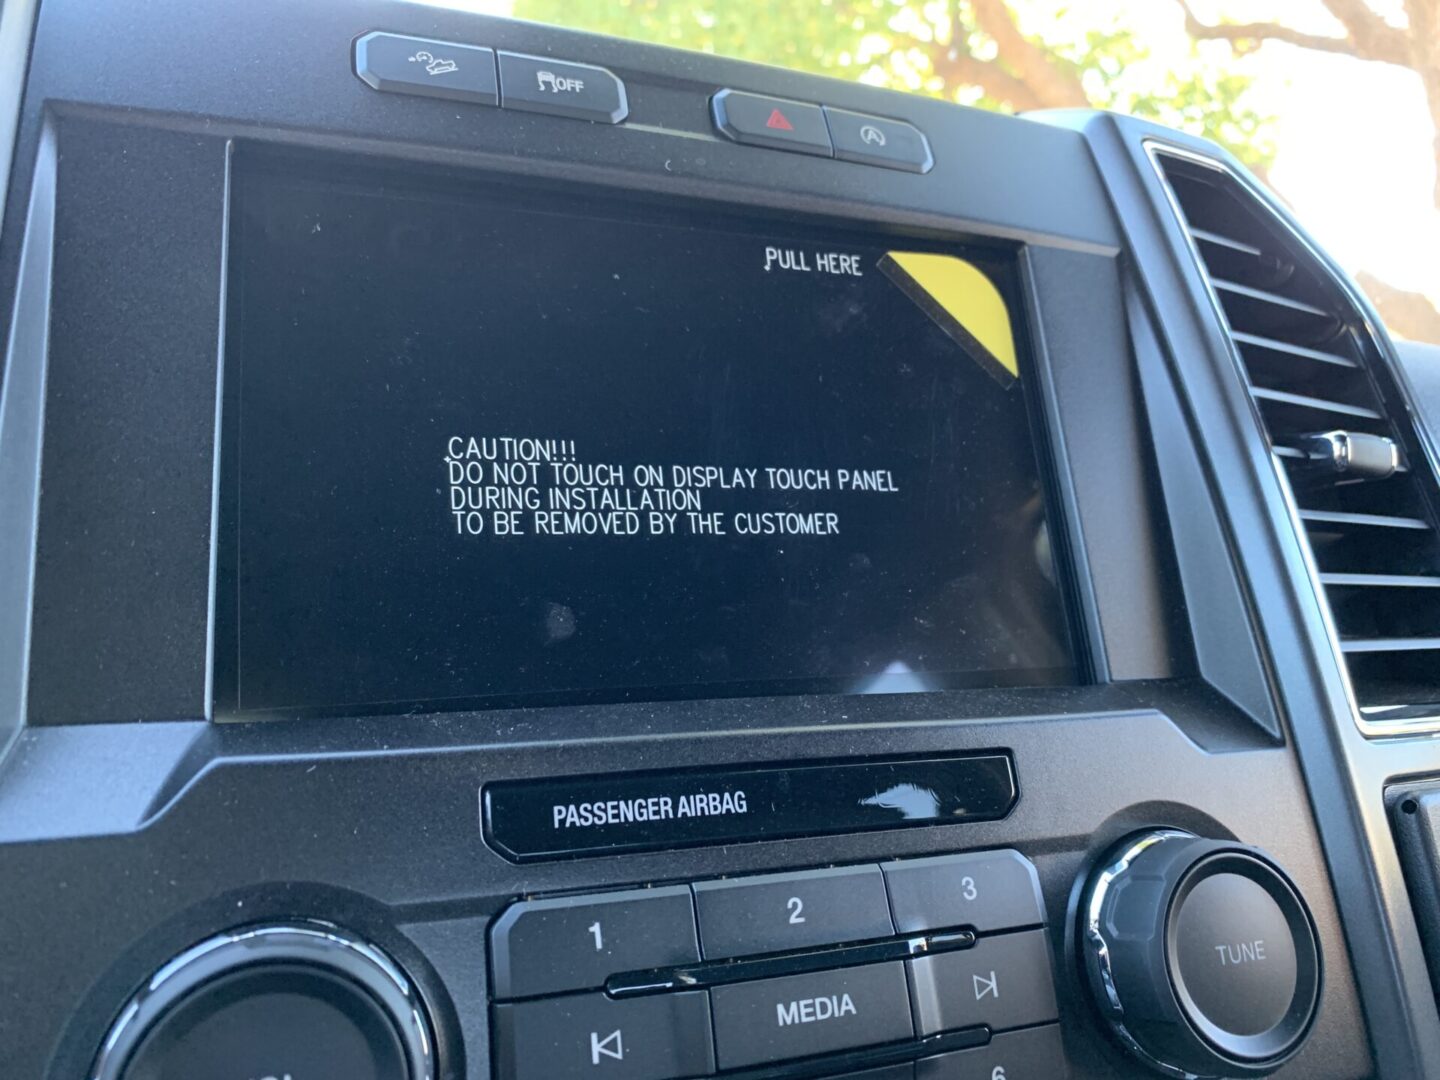 OFF
PULL HERE
CAUTION!!!
DO NOT TOUCH ON DISPLAY TOUCH PANEL
DURING INSTALLATION
TO BE REMOVED BY THE CUSTOMER
PASSENGER AIRBAG
1 2 3
MEDIA
TUNE
6